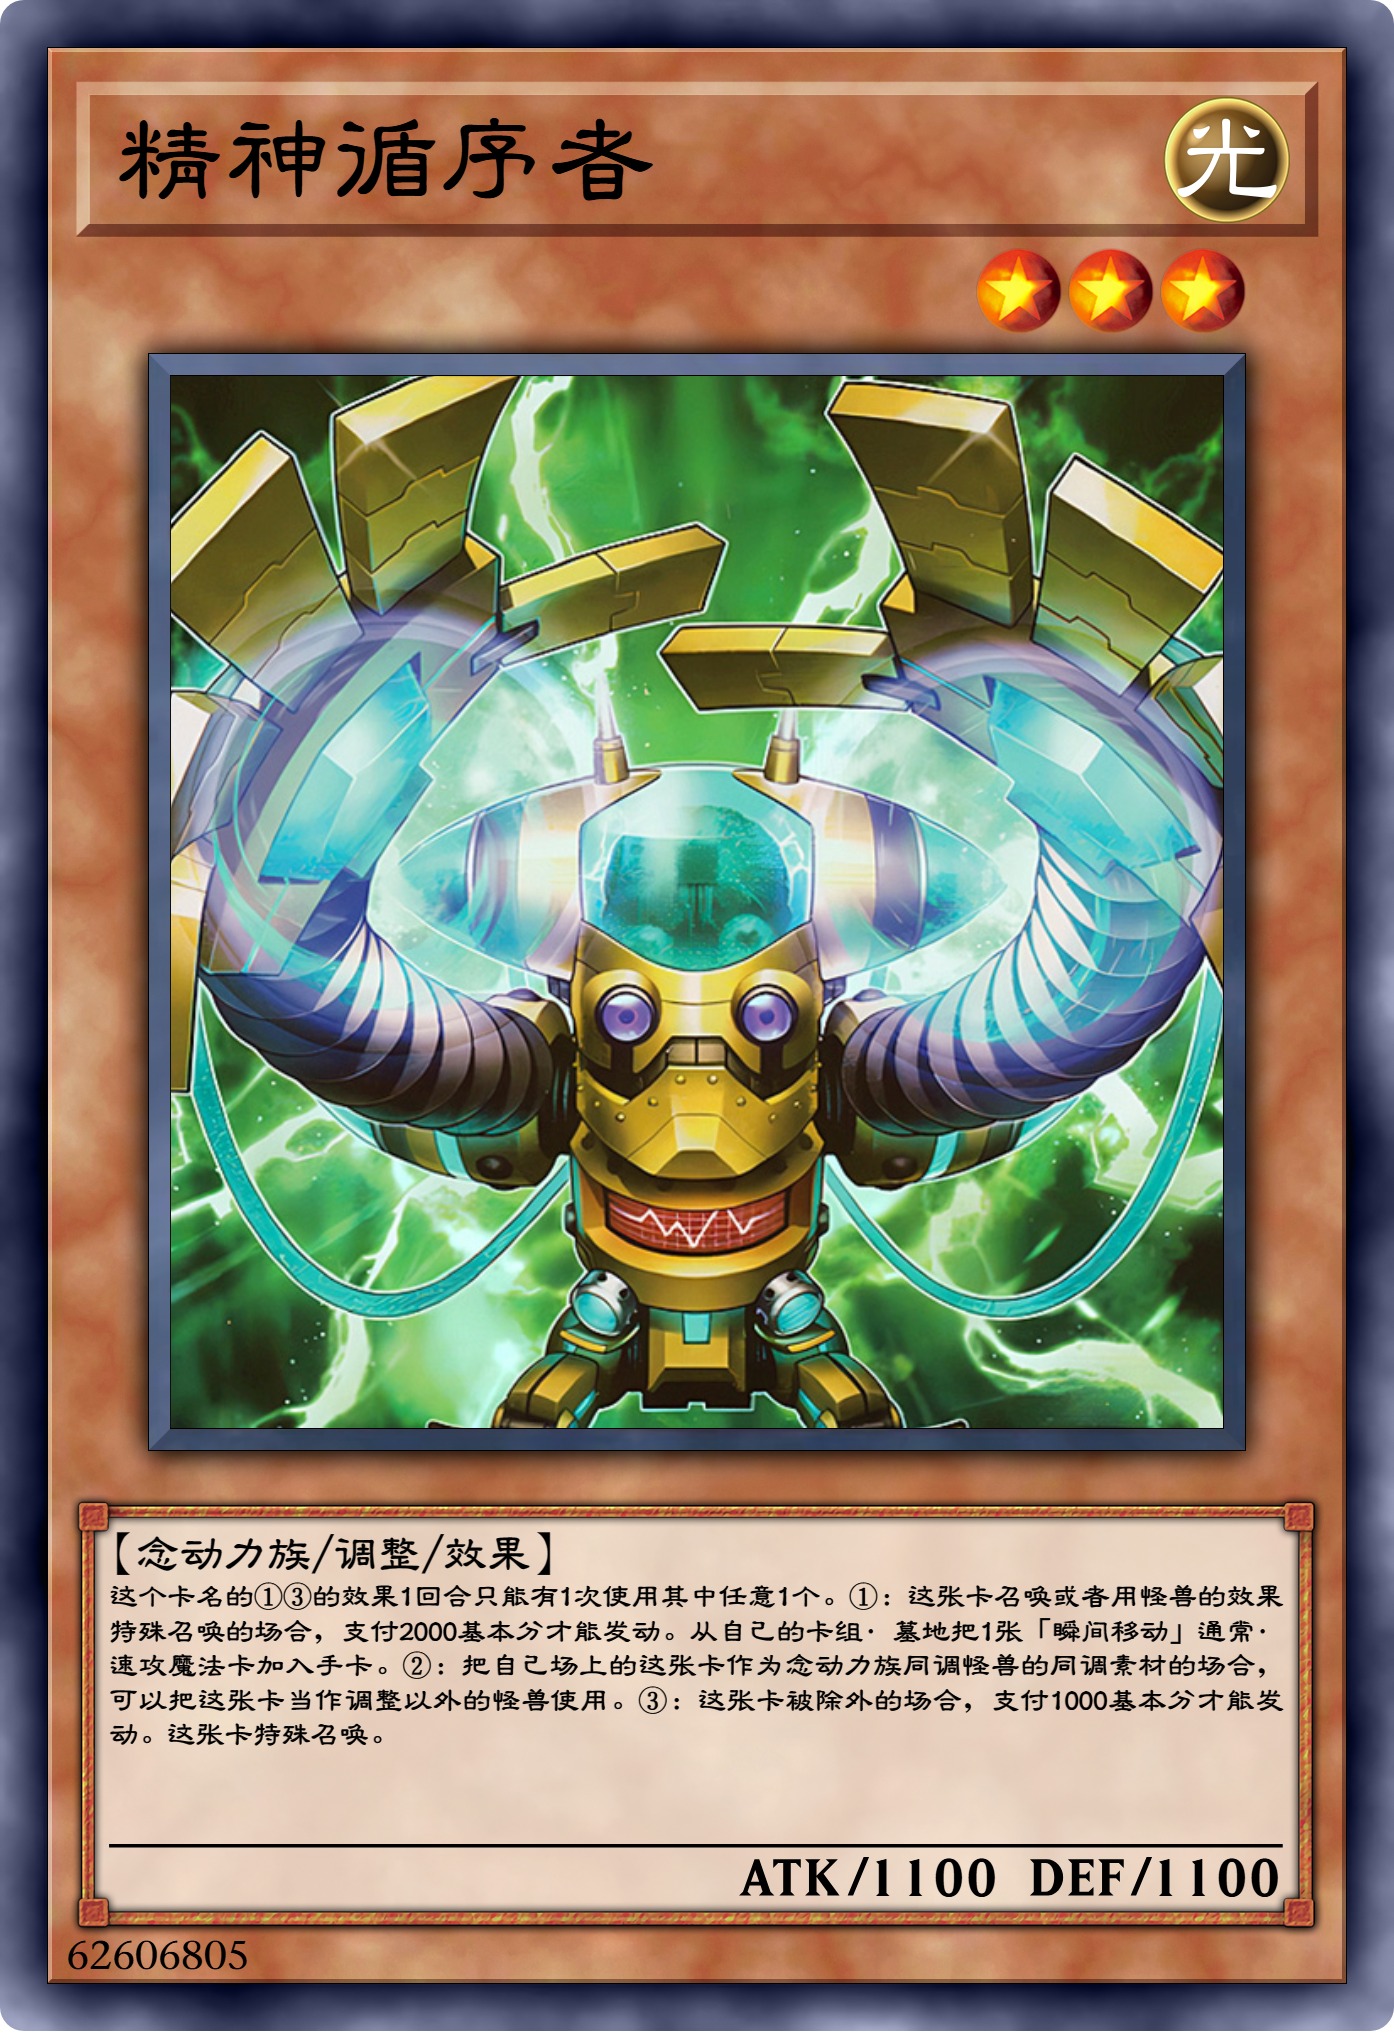 精神遁序者
光
【念动力族/调整/效果】
这个卡名的①③的效果1回合只能有1次使用其中任意1个。①：这张卡召唤或者用怪兽的效果
特殊召唤的场合，支付2000基本分才能发动。从自己的卡组·墓地把1张「瞬间移动」通常·
速攻魔法卡加入手卡。②：把自己场上的这张卡作为念动力族同调怪兽的同调素材的场合，
可以把这张卡当作调整以外的怪兽使用。③：这张卡被除外的场合，支付1000基本分才能发
动。这张卡特殊召唤。
ATK/1100 DEF/1100
62606805